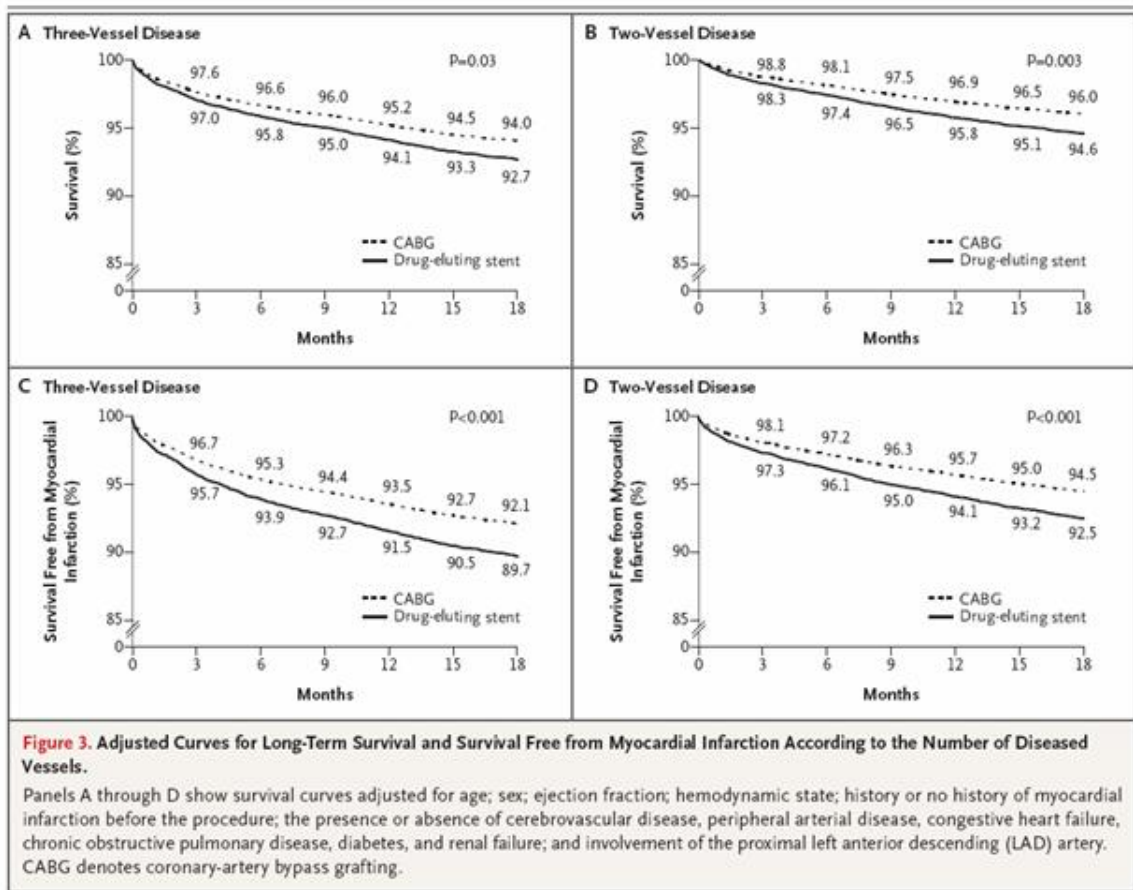 A Three-Vessel Disease
P=0.03
100
95
90
85
0
Survival (%)
97.6
96.6
96.0
95.2
94.5
94.0
97.0
95.8
95.0
94.1
93.3
92.7
CABG
Drug-eluting stent
0 3 6 9 12 15 18
Months
B Two-Vessel Disease
P=0.003
100
95
90
85
0
Survival (%)
98.8
98.1
97.5
96.9
96.5
96.0
98.3
97.4
96.5
95.8
95.1
94.6
CABG
Drug-eluting stent
0 3 6 9 12 15 18
Months
C Three-Vessel Disease
P<0.001
100
95
90
85
0
Survival Free from Myocardial
Infarction (%)
96.7
95.3
94.4
93.5
92.7
92.1
95.7
93.9
92.7
91.5
90.5
89.7
CABG
Drug-eluting stent
0 3 6 9 12 15 18
Months
D Two-Vessel Disease
P<0.001
100
95
90
85
0
Survival Free from Myocardial
Infarction (%)
98.1
97.2
96.3
95.7
95.0
94.5
97.3
96.1
95.0
94.1
93.2
92.5
CABG
Drug-eluting stent
0 3 6 9 12 15 18
Months
Figure 3. Adjusted Curves for Long-Term Survival and Survival Free from Myocardial Infarction According to the Number of Diseased
Vessels.
Panels A through D show survival curves adjusted for age; sex; ejection fraction; hemodynamic state; history or no history of myocardial
infarction before the procedure; the presence or absence of cerebrovascular disease, peripheral arterial disease, congestive heart failure,
chronic obstructive pulmonary disease, diabetes, and renal failure; and involvement of the proximal left anterior descending (LAD) artery.
CABG denotes coronary-artery bypass grafting.